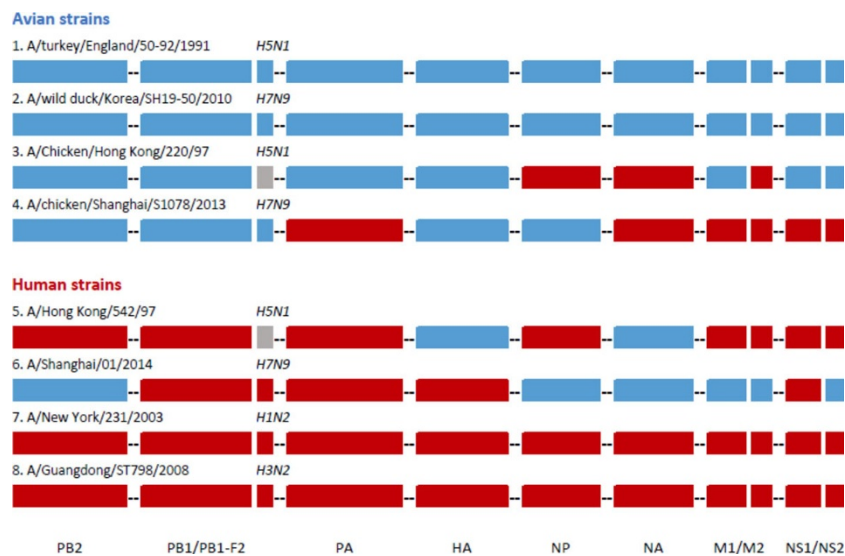 Avian strains
1. A/turkey/England/50-92/1991 H5N1
2. A/wild duck/Korea/SH19-50/2010 H7N9
3. A/Chicken/Hong Kong/220/97 H5N1
4. A/chicken/Shanghai/S1078/2013 H7N9
Human strains
5. A/Hong Kong/542/97 H5N1
6. A/Shanghai/01/2014 H7N9
7. A/New York/231/2003 H1N2
8. A/Guangdong/ST798/2008 H3N2
PB2 PB1/PB1-F2 PA HA NP NA M1/M2 NS1/NS2